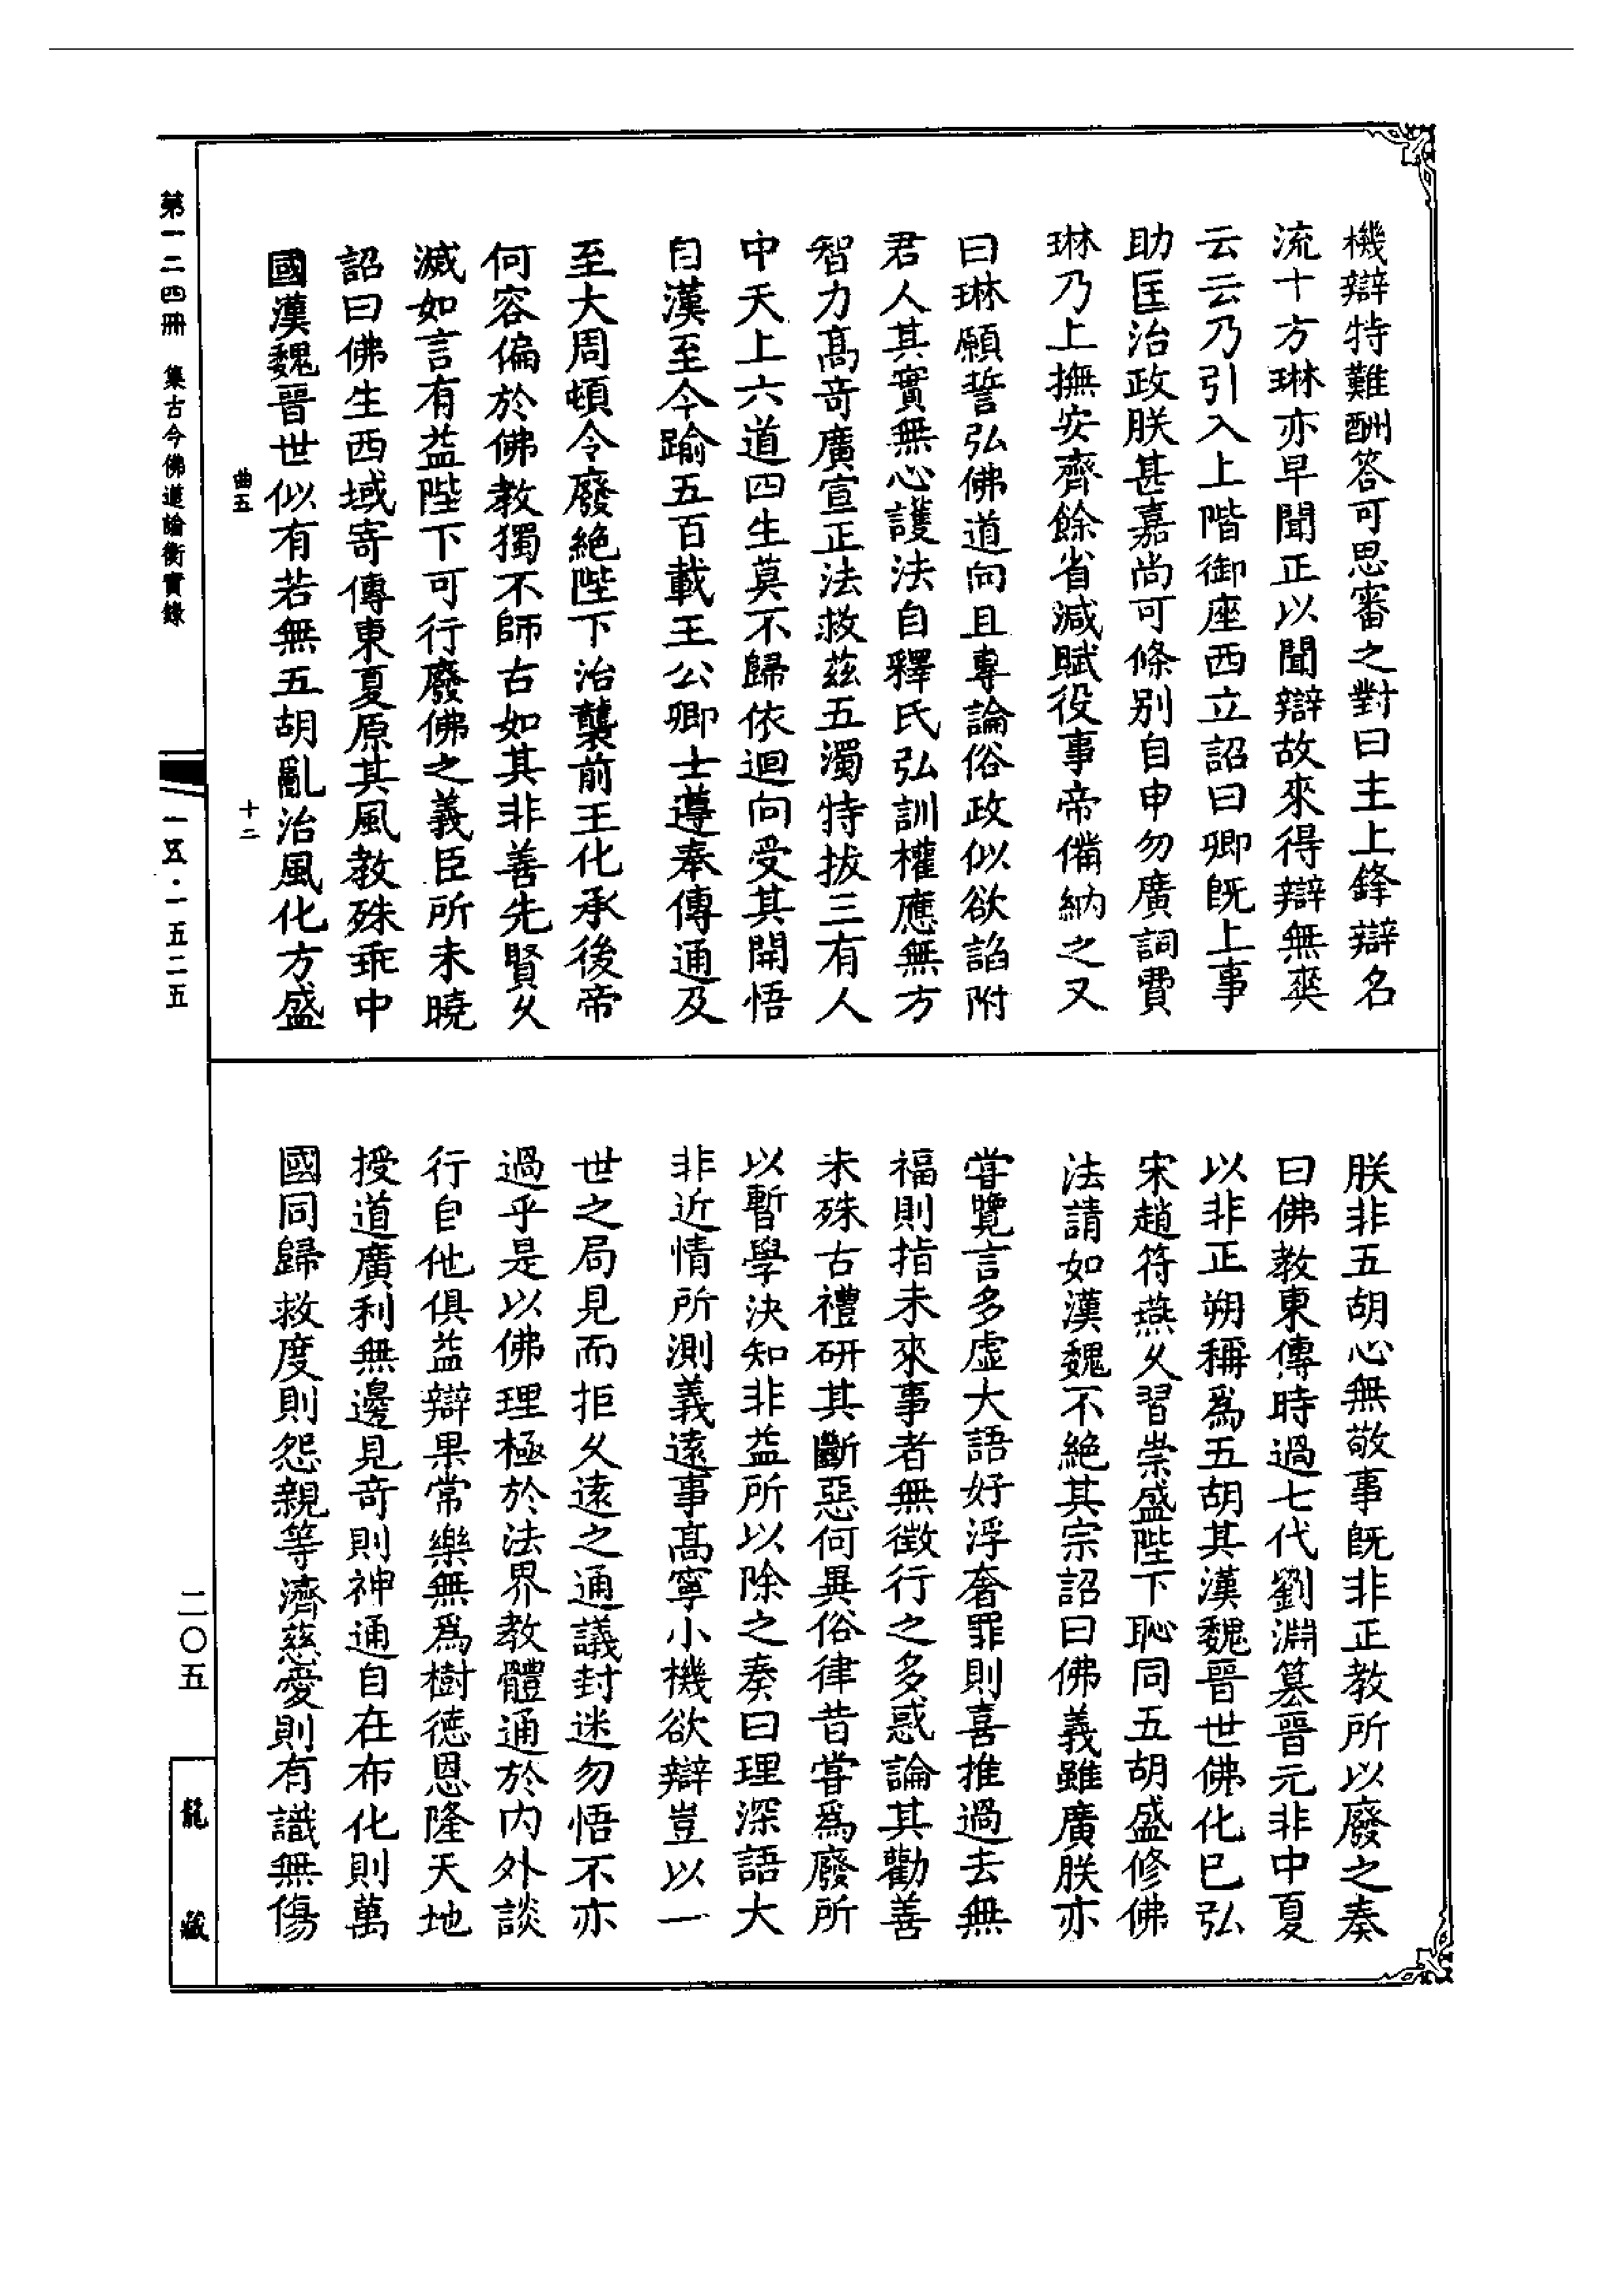 機辯特難酬答可思審之對曰主上鋒辯名
流十方琳亦早聞正以聞辯故來得辯無爽
云云乃引入上階御座西立詔曰卿旣上事
助匡治政朕甚嘉尚可條別自申勿廣詞費
琳乃上撫安齊餘省減賦役事帝備納之又
曰琳願誓弘佛道向且專論俗政似欲諂附
君人其實無心護法自釋氏弘訓權應無方
智力高奇廣宣正法救茲五濁特拔三有人
中天上六道四生莫不歸依迴向受其開悟
自漢至今踰五百載王公卿士遵奉傳通及
至大周頓令廢絕陛下治襲前王化承後帝
何容偏於佛教獨不師古如其非善先賢久
滅如言有益陛下可行廢佛之義臣所未曉
詔曰佛生西域寄傳東夏原其風教殊乖中
國漢魏晉世似有若無五胡亂治風化方盛
曲五
十二
朕非五胡心無敬事旣非正教所以廢之奏
曰佛教東傳時過七代劉淵篡晉元非中夏
以非正朔稱爲五胡其漢魏晉世佛化已弘
宋趙符燕久習崇盛陛下恥同五胡盛修佛
法請如漢魏不絕其宗詔曰佛義雖廣朕亦
甞覽言多虛大語好浮奢罪則喜推過去無
福則指未來事者無徵行之多惑論其勸善
未殊古禮研其斷惡何異俗律昔甞爲廢所
以暫學決知非益所以除之奏曰理深語大
非近情所測義遠事高寧小機欲辯豈以一
世之局見而拒久遠之通議封迷勿悟不亦
過乎是以佛理極於法界教體通於內外談
行自他俱益辯果常樂無爲樹德恩隆天地
授道廣利無邊見奇則神通自在布化則萬
國同歸救度則怨親等濟慈愛則有識無傷
第一二四冊 集古今佛道論衡實錄
一五·一五二五
二〇五
龍藏